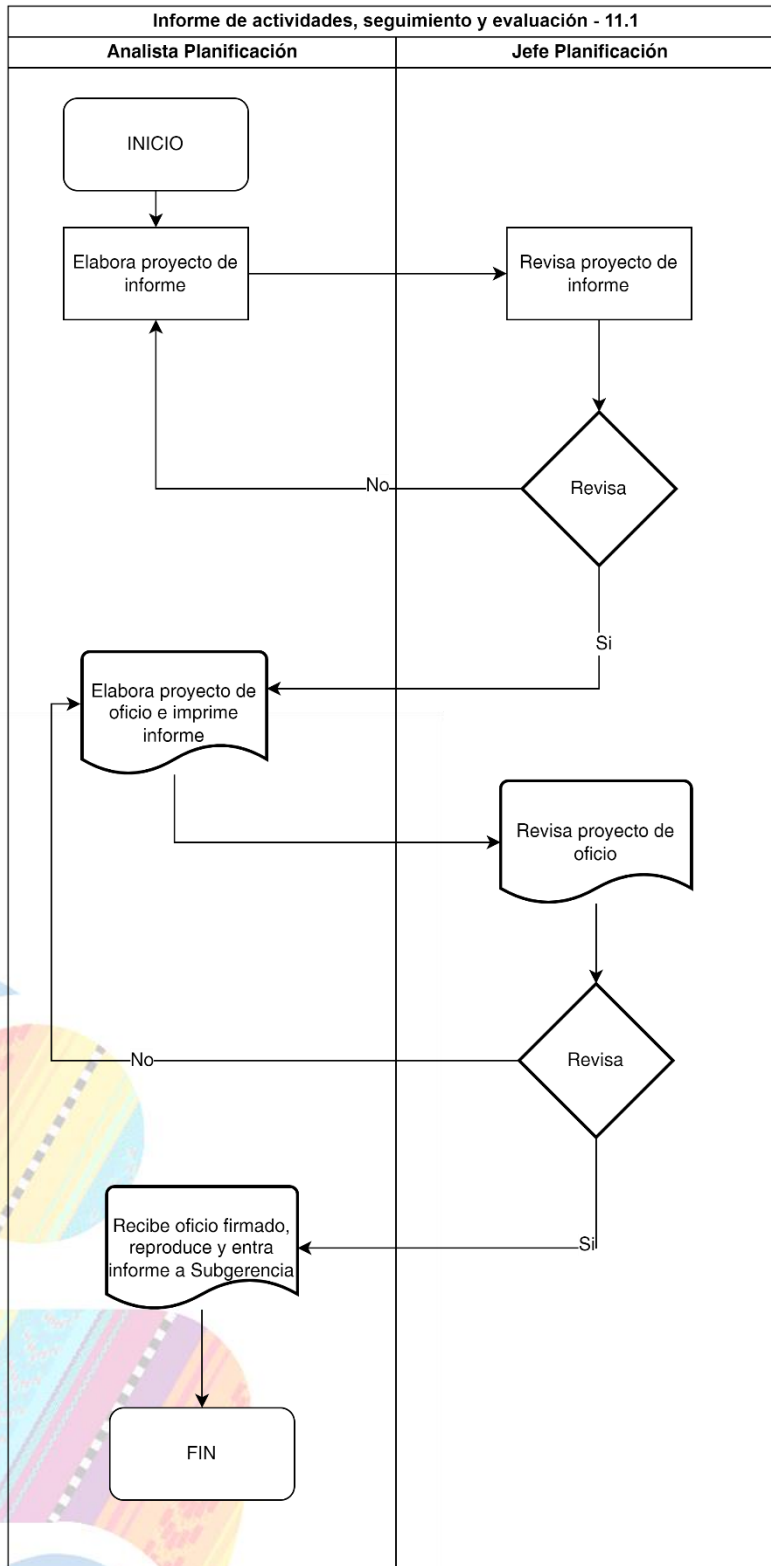 Informe de actividades, seguimiento y evaluación - 11.1
Analista Planificación
Jefe Planificación
INICIO
Elabora proyecto de
informe
Revisa proyecto de
informe
Revisa
No
Si
Elabora proyecto de
oficio e imprime
informe
Revisa proyecto de
oficio
Revisa
No
Si
Recibe oficio firmado,
reproduce y entra
informe a Subgerencia
FIN